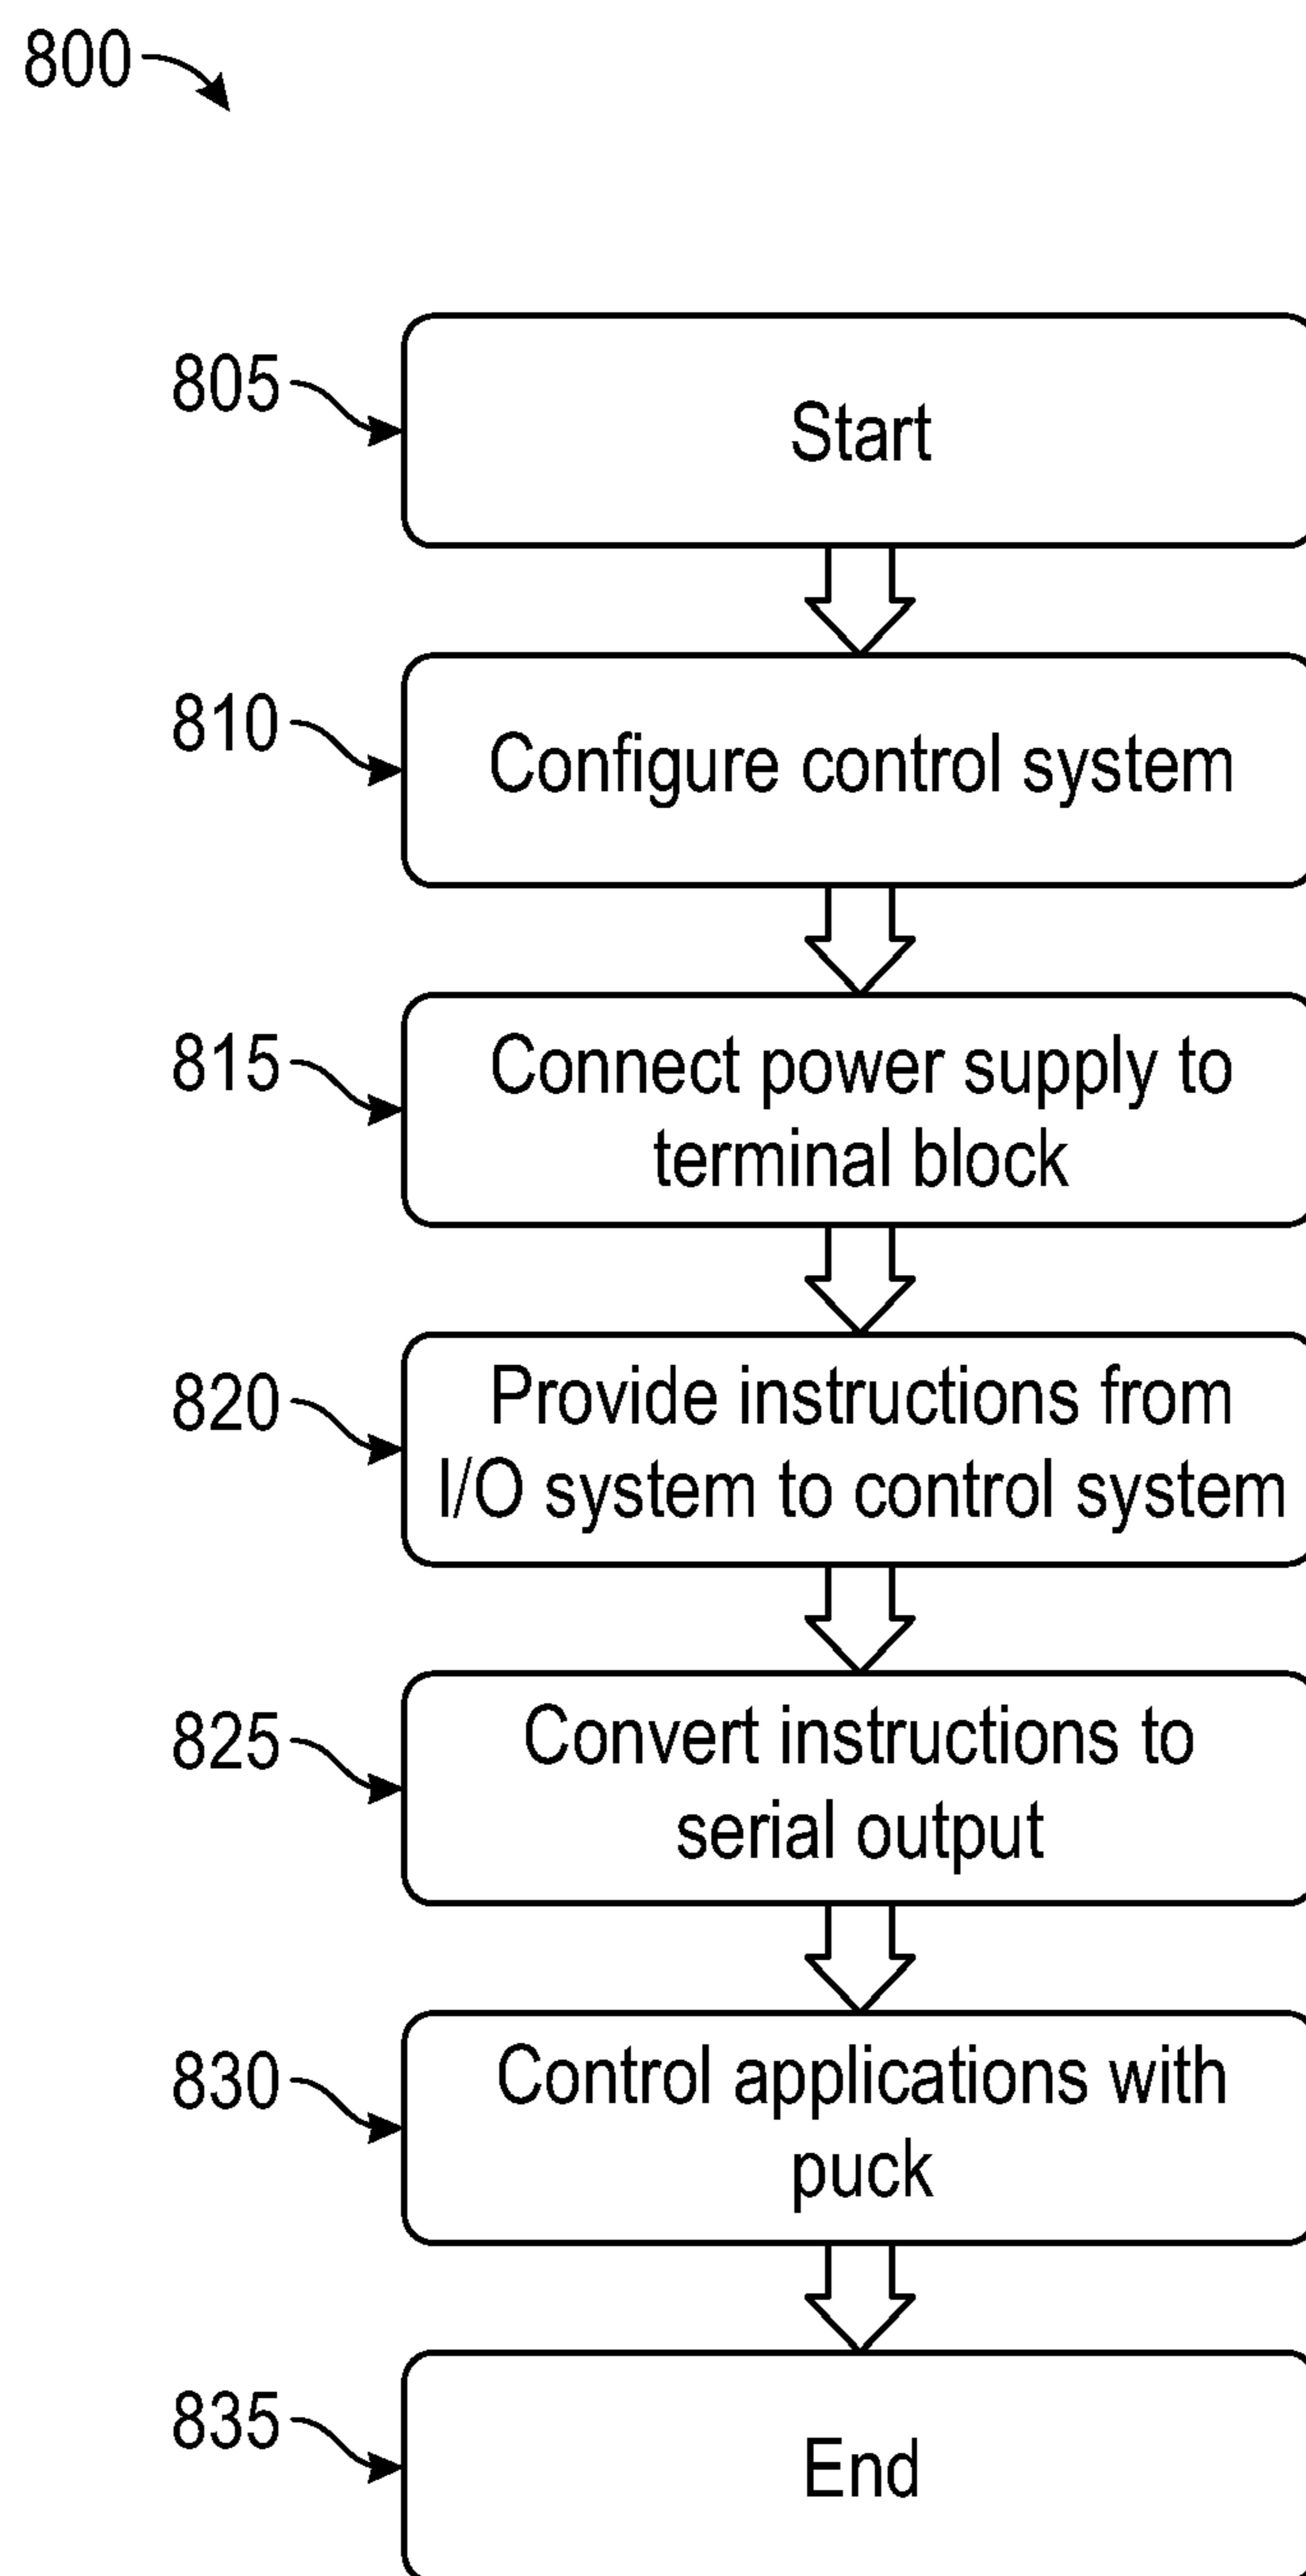 800
805
Start
810
Configure control system
815
Connect power supply to
terminal block
820
Provide instructions from
I/O system to control system
825
Convert instructions to
serial output
830
Control applications with
puck
835
End